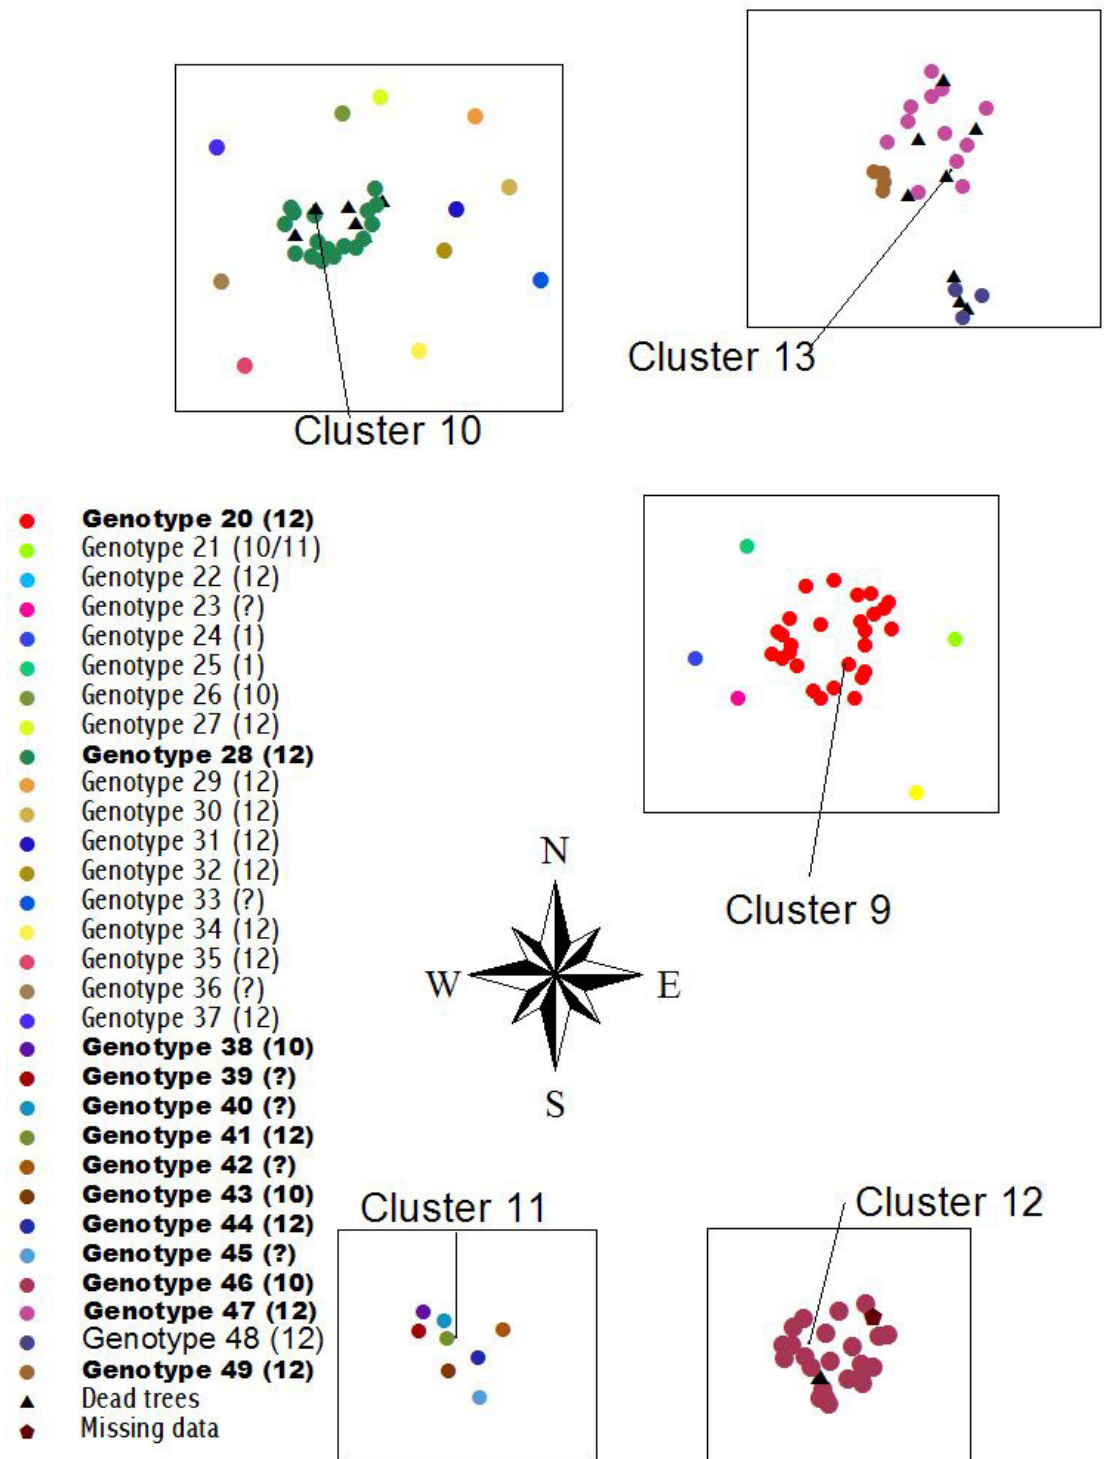 Cluster 13
Cluster 10
Genotype 20 (12)
Genotype 21 (10/11)
Genotype 22 (12)
Genotype 23 (?)
Genotype 24 (1)
Genotype 25 (1)
Genotype 26 (10)
Genotype 27 (12)
Genotype 28 (12)
Genotype 29 (12)
Genotype 30 (12)
Genotype 31 (12)
Genotype 32 (12)
Genotype 33 (?)
Genotype 34 (12)
Genotype 35 (12)
Genotype 36 (?)
Genotype 37 (12)
Genotype 38 (10)
Genotype 39 (?)
Genotype 40 (?)
Genotype 41 (12)
Genotype 42 (?)
Genotype 43 (10)
Genotype 44 (12)
Genotype 45 (?)
Genotype 46 (10)
Genotype 47 (12)
Genotype 48 (12)
Genotype 49 (12)
Dead trees
Missing data
Cluster 9
N
W E
S
Cluster 11
Cluster 12